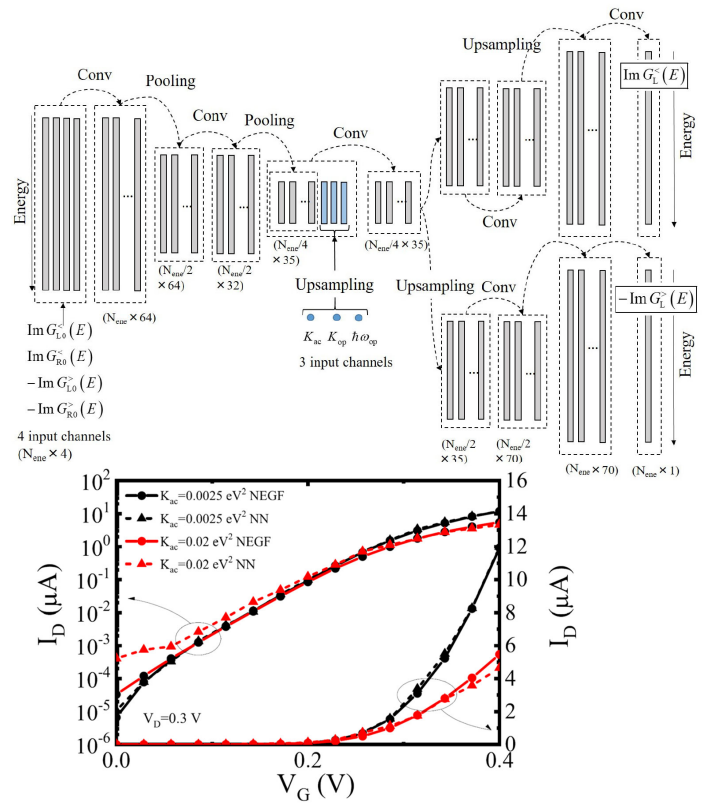 Conv
Pooling
Conv
Pooling
Conv
Upsampling
Conv
Im G_L^<(E)
Energy
Energy
Conv
(N_ene × 64)
(N_ene/2
× 64)
(N_ene/2
× 32)
(N_ene/4
× 35)
(N_ene/4 × 35)
Upsampling
K_ac K_op ħω_op
3 input channels
Upsampling
Conv
Conv
−Im G_L^>(E)
Energy
(N_ene/2
× 35)
(N_ene/2
× 70)
(N_ene × 70)
(N_ene × 1)
Im G_L0^<(E)
Im G_R0^<(E)
−Im G_L0^>(E)
−Im G_R0^>(E)
4 input channels
(N_ene × 4)
K_ac=0.0025 eV² NEGF
K_ac=0.0025 eV² NN
K_ac=0.02 eV² NEGF
K_ac=0.02 eV² NN
10²
10¹
10⁰
10⁻¹
10⁻²
10⁻³
10⁻⁴
10⁻⁵
10⁻⁶
I_D (μA)
V_D=0.3 V
16
14
12
10
8
6
4
2
0
I_D (μA)
0.0 0.2 0.4
V_G (V)